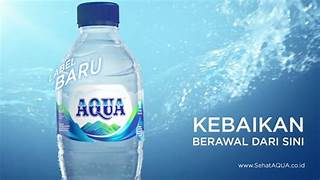 LABEL
BARU
AQUA
KEBAIKAN
BERAWAL DARI SINI
www.SehatAQUA.co.id